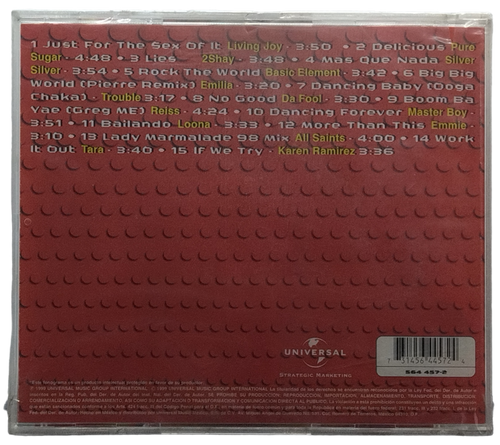 1 Just For The Sex Of It Living Joy · 3:50 · 2 Delicious Pure
Sugar · 4:48 · 3 Lies 2Shay · 3:48 · 4 Mas Que Nada Silver
Silver · 3:54 · 5 Rock The World Basic Element · 3:42 · 6 Big Big
World (Pierre Remix) Emilia · 3:20 · 7 Dancing Baby (Ooga
Chaka) · Trouble 3:17 · 8 No Good Da Fool · 3:30 · 9 Boom Ba
Yae (Greg ME) Reiss · 4:24 · 10 Dancing Forever Master Boy ·
3:51 · 11 Bailando Loona · 3:33 · 12 More Than This Emmie ·
3:10 · 13 Lady Marmalade 98 Mix All Saints · 4:00 · 14 Work
It Out Tara · 3:40 · 15 If We Try · Karen Ramirez 3:36
UNIVERSAL
STRATEGIC MARKETING
7 31456 44572 4
564 457-2